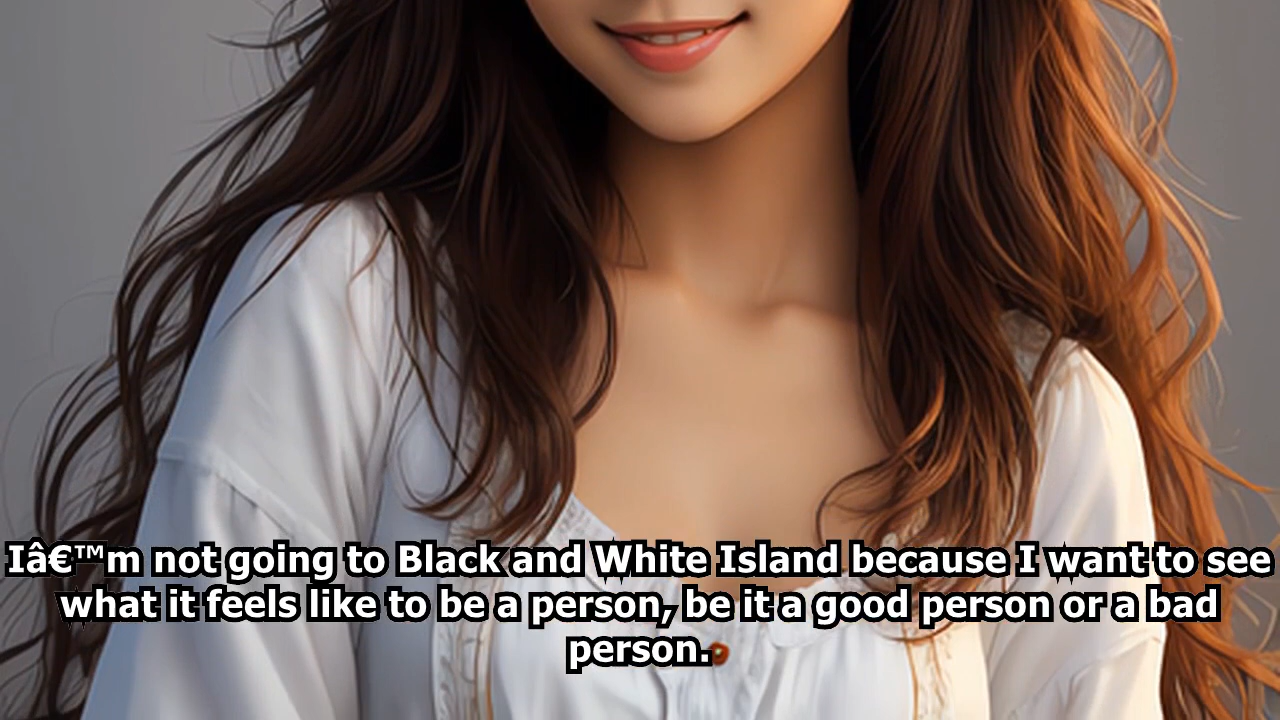 Iâ€™m not going to Black and White Island because I want to see
what it feels like to be a person, be it a good person or a bad
person.